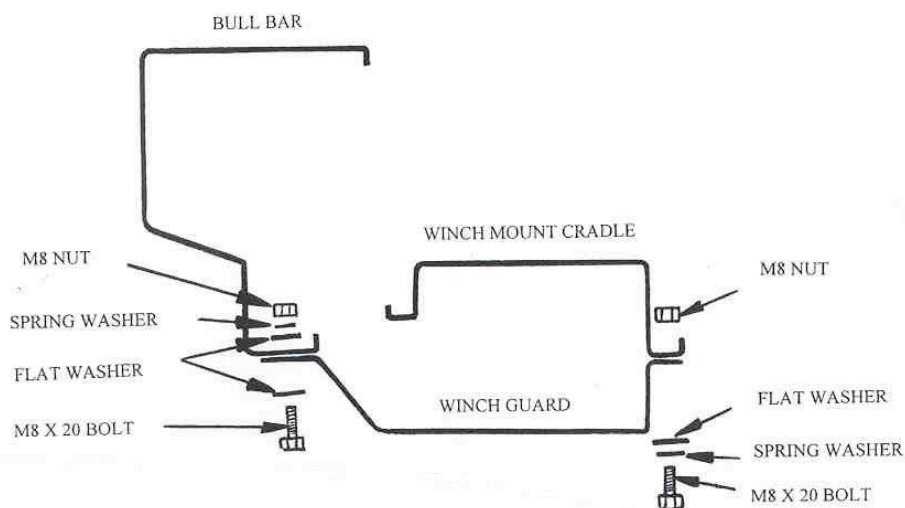 BULL BAR
WINCH MOUNT CRADLE
M8 NUT
M8 NUT
SPRING WASHER
FLAT WASHER
WINCH GUARD
FLAT WASHER
M8 X 20 BOLT
SPRING WASHER
M8 X 20 BOLT